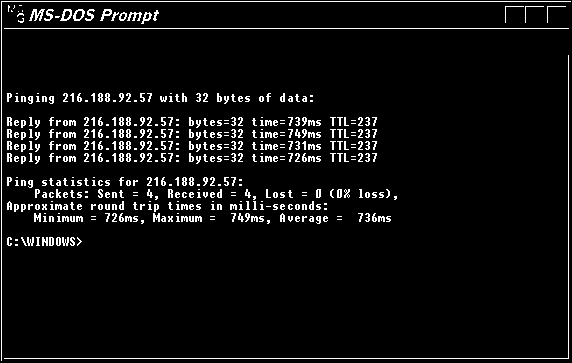 MS-DOS Prompt
Pinging 216.188.92.57 with 32 bytes of data:
Reply from 216.188.92.57: bytes=32 time=739ms TTL=237
Reply from 216.188.92.57: bytes=32 time=749ms TTL=237
Reply from 216.188.92.57: bytes=32 time=731ms TTL=237
Reply from 216.188.92.57: bytes=32 time=726ms TTL=237
Ping statistics for 216.188.92.57:
Packets: Sent = 4, Received = 4, Lost = 0 (0% loss),
Approximate round trip times in milli-seconds:
Minimum = 726ms, Maximum =  749ms, Average =  736ms
C:\WINDOWS>